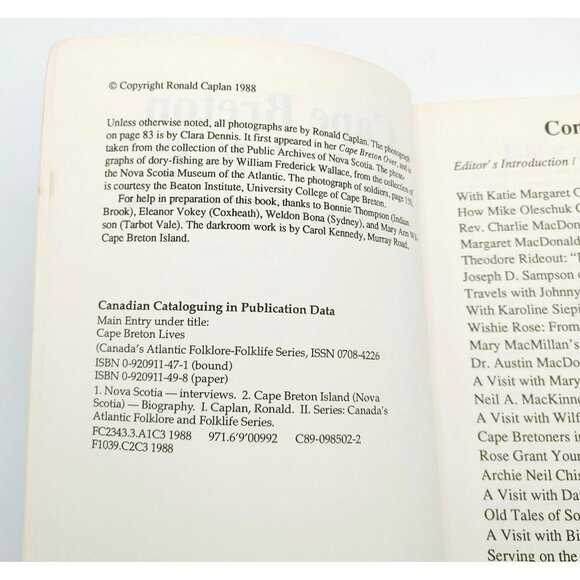 © Copyright Ronald Caplan 1988
Unless otherwise noted, all photographs are by Ronald Caplan. The photograph
on page 83 is by Clara Dennis. It first appeared in her Cape Breton Over, and is
taken from the collection of the Public Archives of Nova Scotia. The photo-
graphs of dory-fishing are by William Frederick Wallace, from the collection of
the Nova Scotia Museum of the Atlantic. The photograph of soldiers, page 150,
is courtesy the Beaton Institute, University College of Cape Breton.
For help in preparation of this book, thanks to Bonnie Thompson (Indian
Brook), Eleanor Vokey (Coxheath), Weldon Bona (Sydney), and Mary Ann Wil-
son (Tarbot Vale). The darkroom work is by Carol Kennedy, Murray Road,
Cape Breton Island.
Canadian Cataloguing in Publication Data
Main Entry under title:
Cape Breton Lives
(Canada's Atlantic Folklore-Folklife Series, ISSN 0708-4226
ISBN 0-920911-47-1 (bound)
ISBN 0-920911-49-8 (paper)
1. Nova Scotia — interviews. 2. Cape Breton Island (Nova
Scotia) — Biography. I. Caplan, Ronald. II. Series: Canada's
Atlantic Folklore and Folklife Series.
FC2343.3.A1C3 1988 971.6'9'00992 C89-098502-2
F1039.C2C3 1988
Con
Editor's Introduction /
With Katie Margaret G
How Mike Oleschuk G
Rev. Charlie MacDon
Margaret MacDonald
Theodore Rideout: "I
Joseph D. Sampson o
Travels with Johnny
With Karoline Siepi
Wishie Rose: From
Mary MacMillan's
Dr. Austin MacDo
A Visit with Mary
Neil A. MacKinno
A Visit with Wilf
Cape Bretoners in
Rose Grant Youn
Archie Neil Chis
A Visit with Da
Old Tales of So
A Visit with Bi
Serving on the